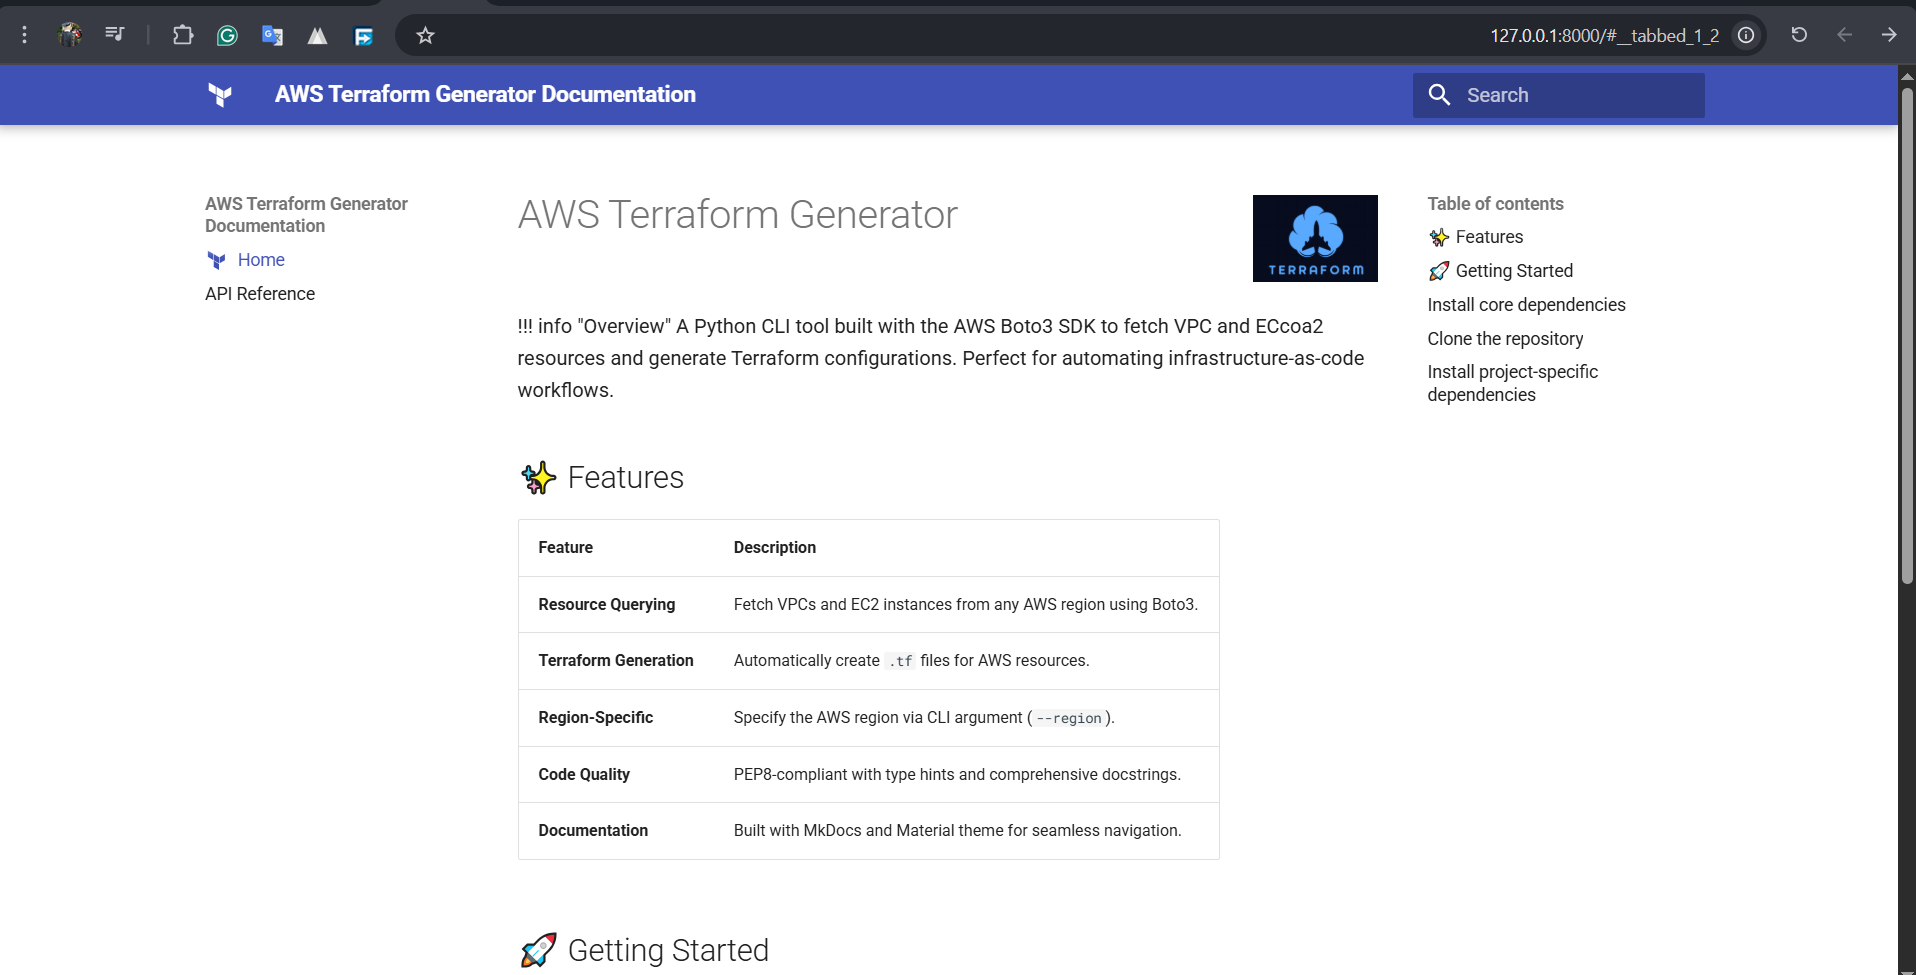 127.0.0.1:8000/#__tabbed_1_2
AWS Terraform Generator Documentation
Search
AWS Terraform Generator
Documentation
Home
API Reference
AWS Terraform Generator
TERRAFORM
!!! info "Overview" A Python CLI tool built with the AWS Boto3 SDK to fetch VPC and ECcoa2
resources and generate Terraform configurations. Perfect for automating infrastructure-as-code
workflows.
✨ Features
Feature Description
Resource Querying Fetch VPCs and EC2 instances from any AWS region using Boto3.
Terraform Generation Automatically create .tf files for AWS resources.
Region-Specific Specify the AWS region via CLI argument ( --region ).
Code Quality PEP8-compliant with type hints and comprehensive docstrings.
Documentation Built with MkDocs and Material theme for seamless navigation.
🚀 Getting Started
Table of contents
✨ Features
🚀 Getting Started
Install core dependencies
Clone the repository
Install project-specific
dependencies